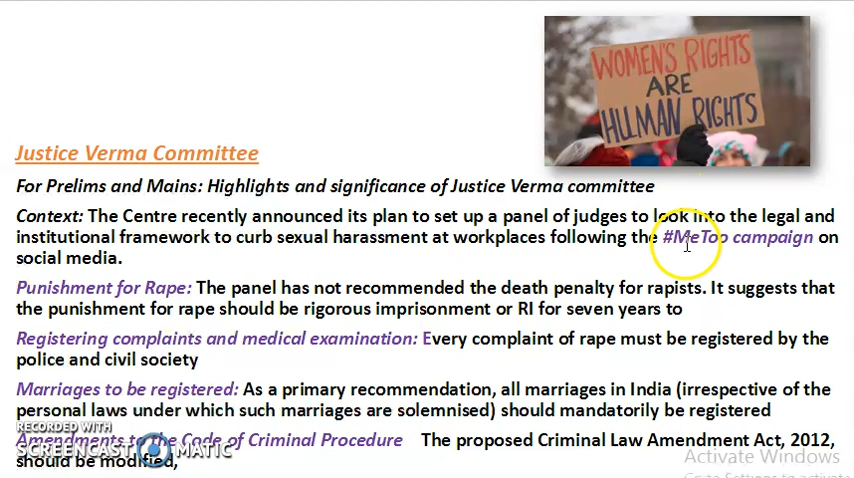 WOMEN'S RIGHTS
ARE
HUMAN RIGHTS
Justice Verma Committee
For Prelims and Mains: Highlights and significance of Justice Verma committee
Context: The Centre recently announced its plan to set up a panel of judges to look into the legal and
institutional framework to curb sexual harassment at workplaces following the #MeToo campaign on
social media.
Punishment for Rape: The panel has not recommended the death penalty for rapists. It suggests that
the punishment for rape should be rigorous imprisonment or RI for seven years to
Registering complaints and medical examination: Every complaint of rape must be registered by the
police and civil society
Marriages to be registered: As a primary recommendation, all marriages in India (irrespective of the
personal laws under which such marriages are solemnised) should mandatorily be registered
RECORDED WITH
Amendments to the Code of Criminal Procedure The proposed Criminal Law Amendment Act, 2012,
SCREENCAST MATIC
Activate Windows
should be modified,